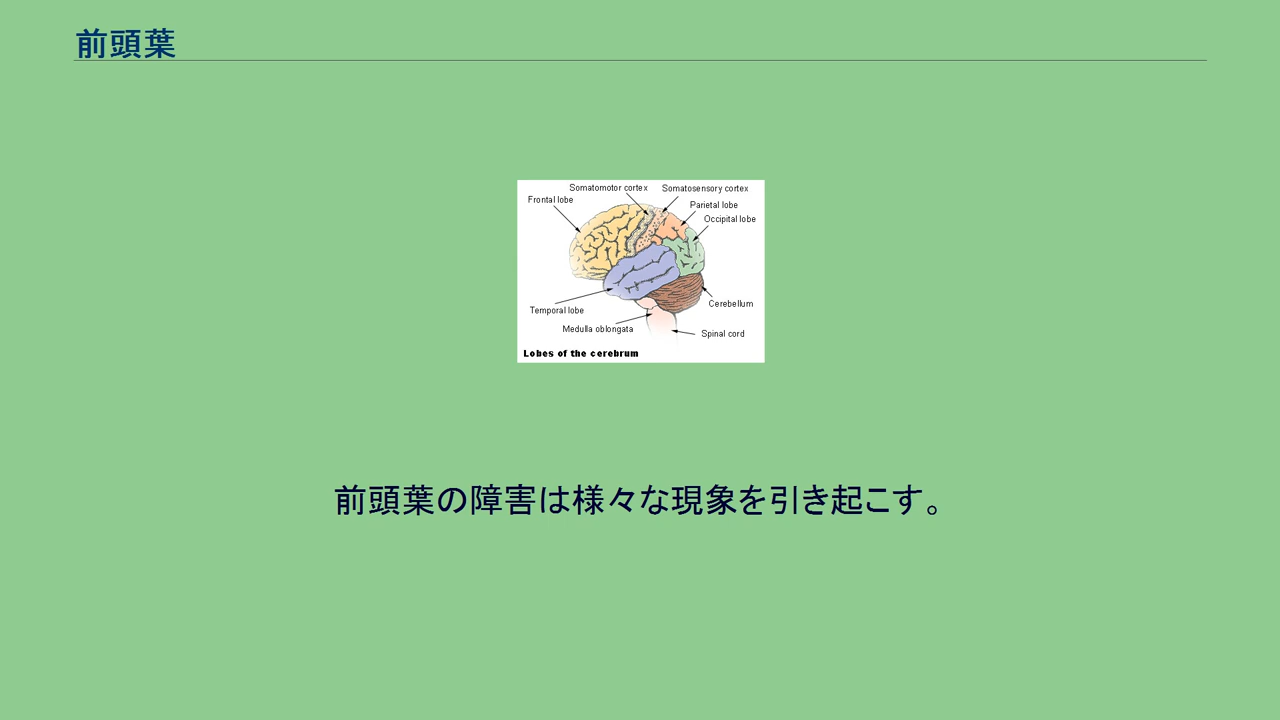 前頭葉
Somatomotor cortex
Somatosensory cortex
Frontal lobe
Parietal lobe
Occipital lobe
Temporal lobe
Cerebellum
Medulla oblongata
Spinal cord
Lobes of the cerebrum
前頭葉の障害は様々な現象を引き起こす。